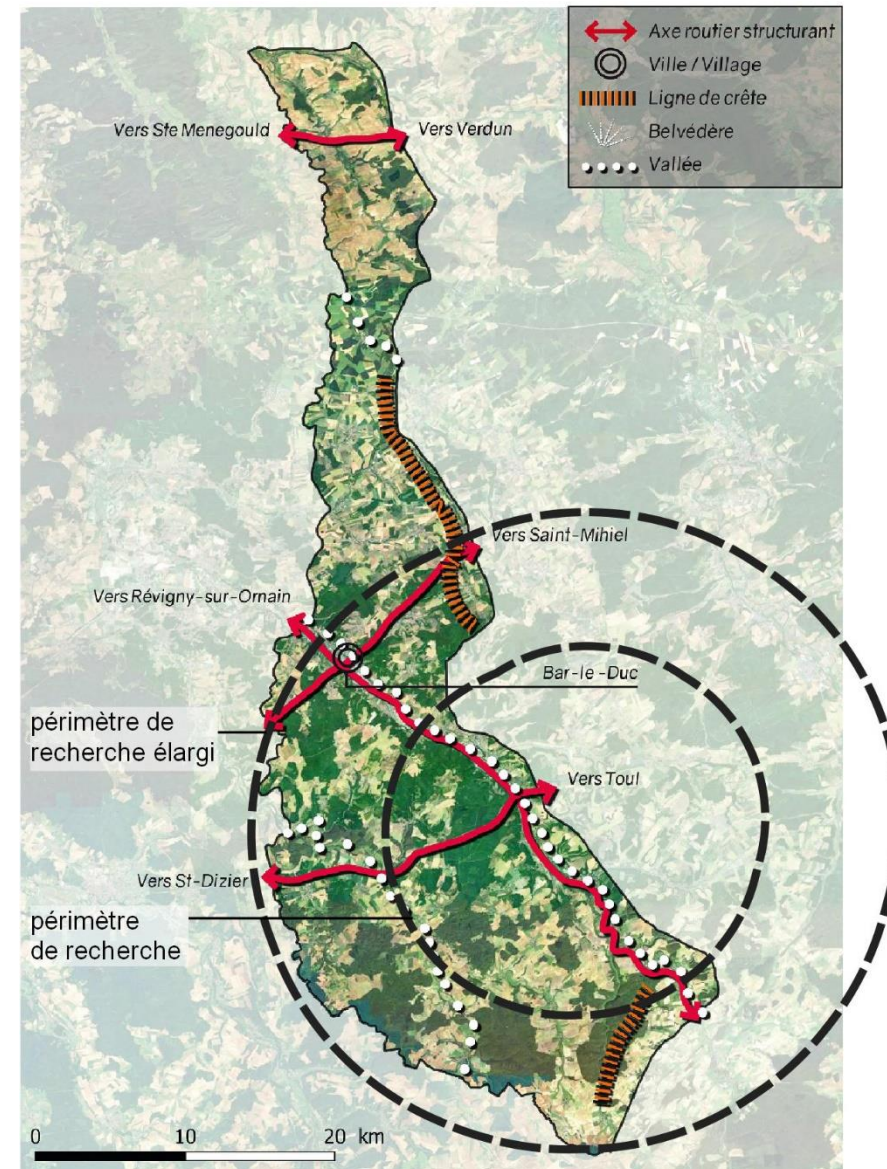 Axe routier structurant
Ville / Village
Ligne de crête
Belvédère
Vallée
Vers Ste Menegould
Vers Verdun
Vers Saint-Mihiel
Vers Révigny-sur-Ornain
Bar-le -Duc
périmètre de
recherche élargi
Vers Toul
Vers St-Dizier
périmètre
de recherche
0 10 20 km